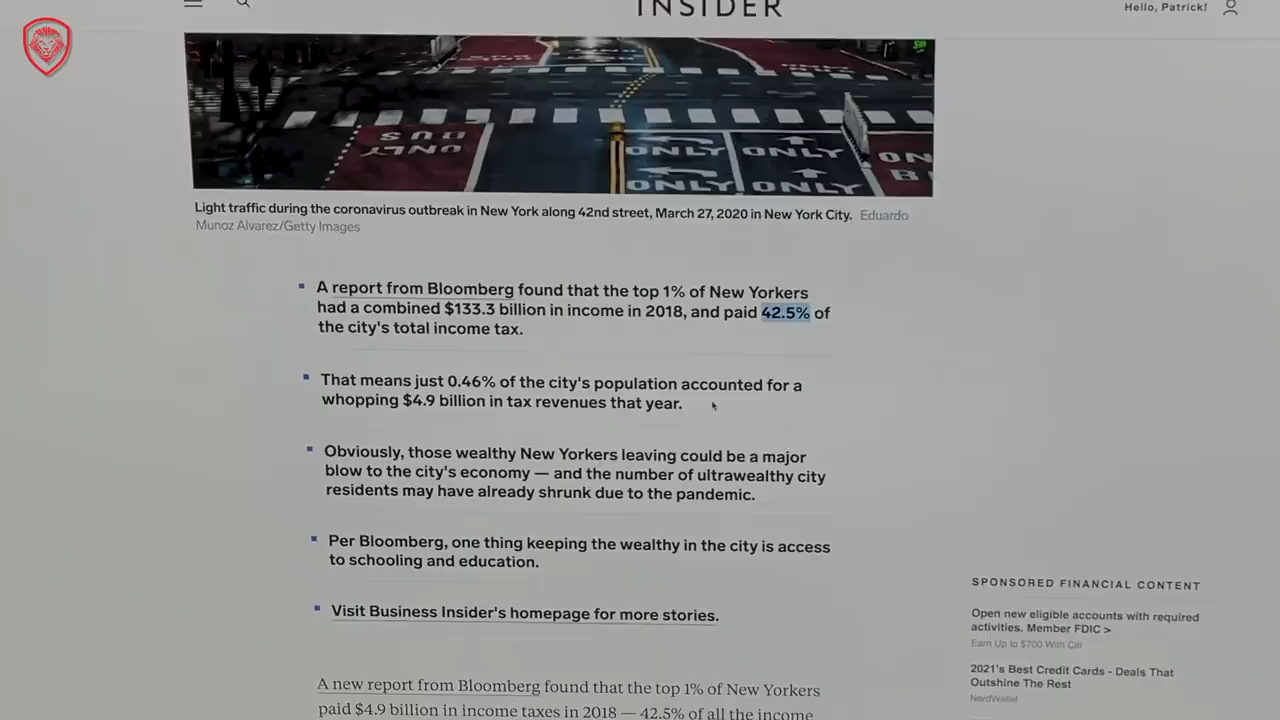 INSIDER
Hello, Patrick!
BUS
ONLY
ONLY
ONLY
ONLY
ONLY
ON
B
Light traffic during the coronavirus outbreak in New York along 42nd street, March 27, 2020 in New York City. Eduardo
Munoz Alvarez/Getty Images
A report from Bloomberg found that the top 1% of New Yorkers
had a combined $133.3 billion in income in 2018, and paid 42.5% of
the city's total income tax.
That means just 0.46% of the city's population accounted for a
whopping $4.9 billion in tax revenues that year.
Obviously, those wealthy New Yorkers leaving could be a major
blow to the city's economy — and the number of ultrawealthy city
residents may have already shrunk due to the pandemic.
Per Bloomberg, one thing keeping the wealthy in the city is access
to schooling and education.
Visit Business Insider's homepage for more stories.
A new report from Bloomberg found that the top 1% of New Yorkers
paid $4.9 billion in income taxes in 2018 — 42.5% of all the income
SPONSORED FINANCIAL CONTENT
Open new eligible accounts with required
activities. Member FDIC >
Earn Up to $700 With Citi
2021's Best Credit Cards - Deals That
Outshine The Rest
NerdWallet